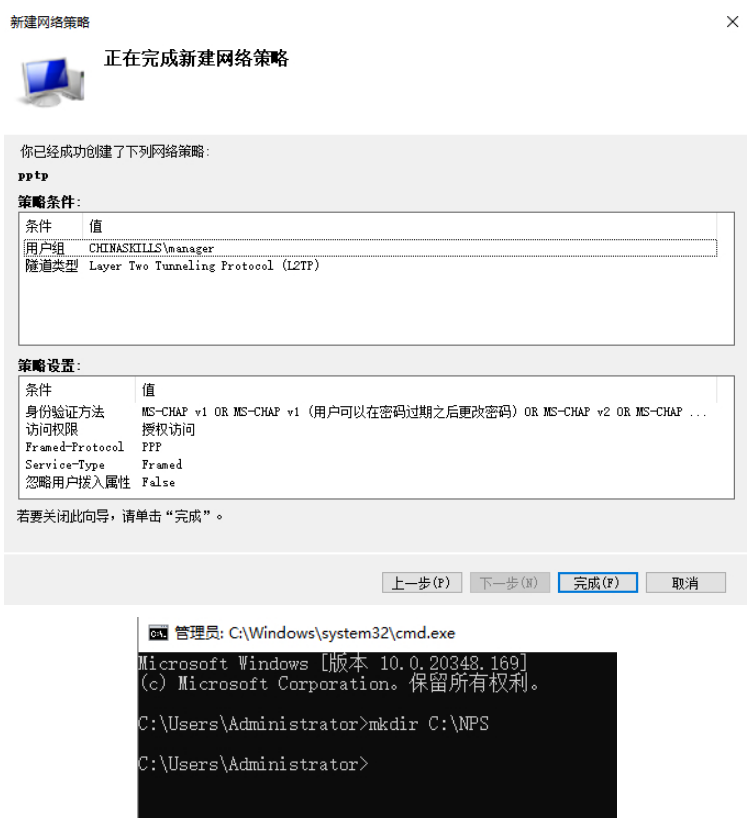 新建网络策略
正在完成新建网络策略
你已经成功创建了下列网络策略:
pptp
策略条件:
条件 值
用户组 CHINASKILLS\manager
隧道类型 Layer Two Tunneling Protocol (L2TP)
策略设置:
条件 值
身份验证方法 MS-CHAP v1 OR MS-CHAP v1 (用户可以在密码过期之后更改密码) OR MS-CHAP v2 OR MS-CHAP ...
访问权限 授权访问
Framed-Protocol PPP
Service-Type Framed
忽略用户拨入属性 False
若要关闭此向导，请单击“完成”。
上一步(P) 下一步(N) 完成(F) 取消
管理员: C:\Windows\system32\cmd.exe
Microsoft Windows [版本 10.0.20348.169]
(c) Microsoft Corporation。保留所有权利。
C:\Users\Administrator>mkdir C:\NPS
C:\Users\Administrator>